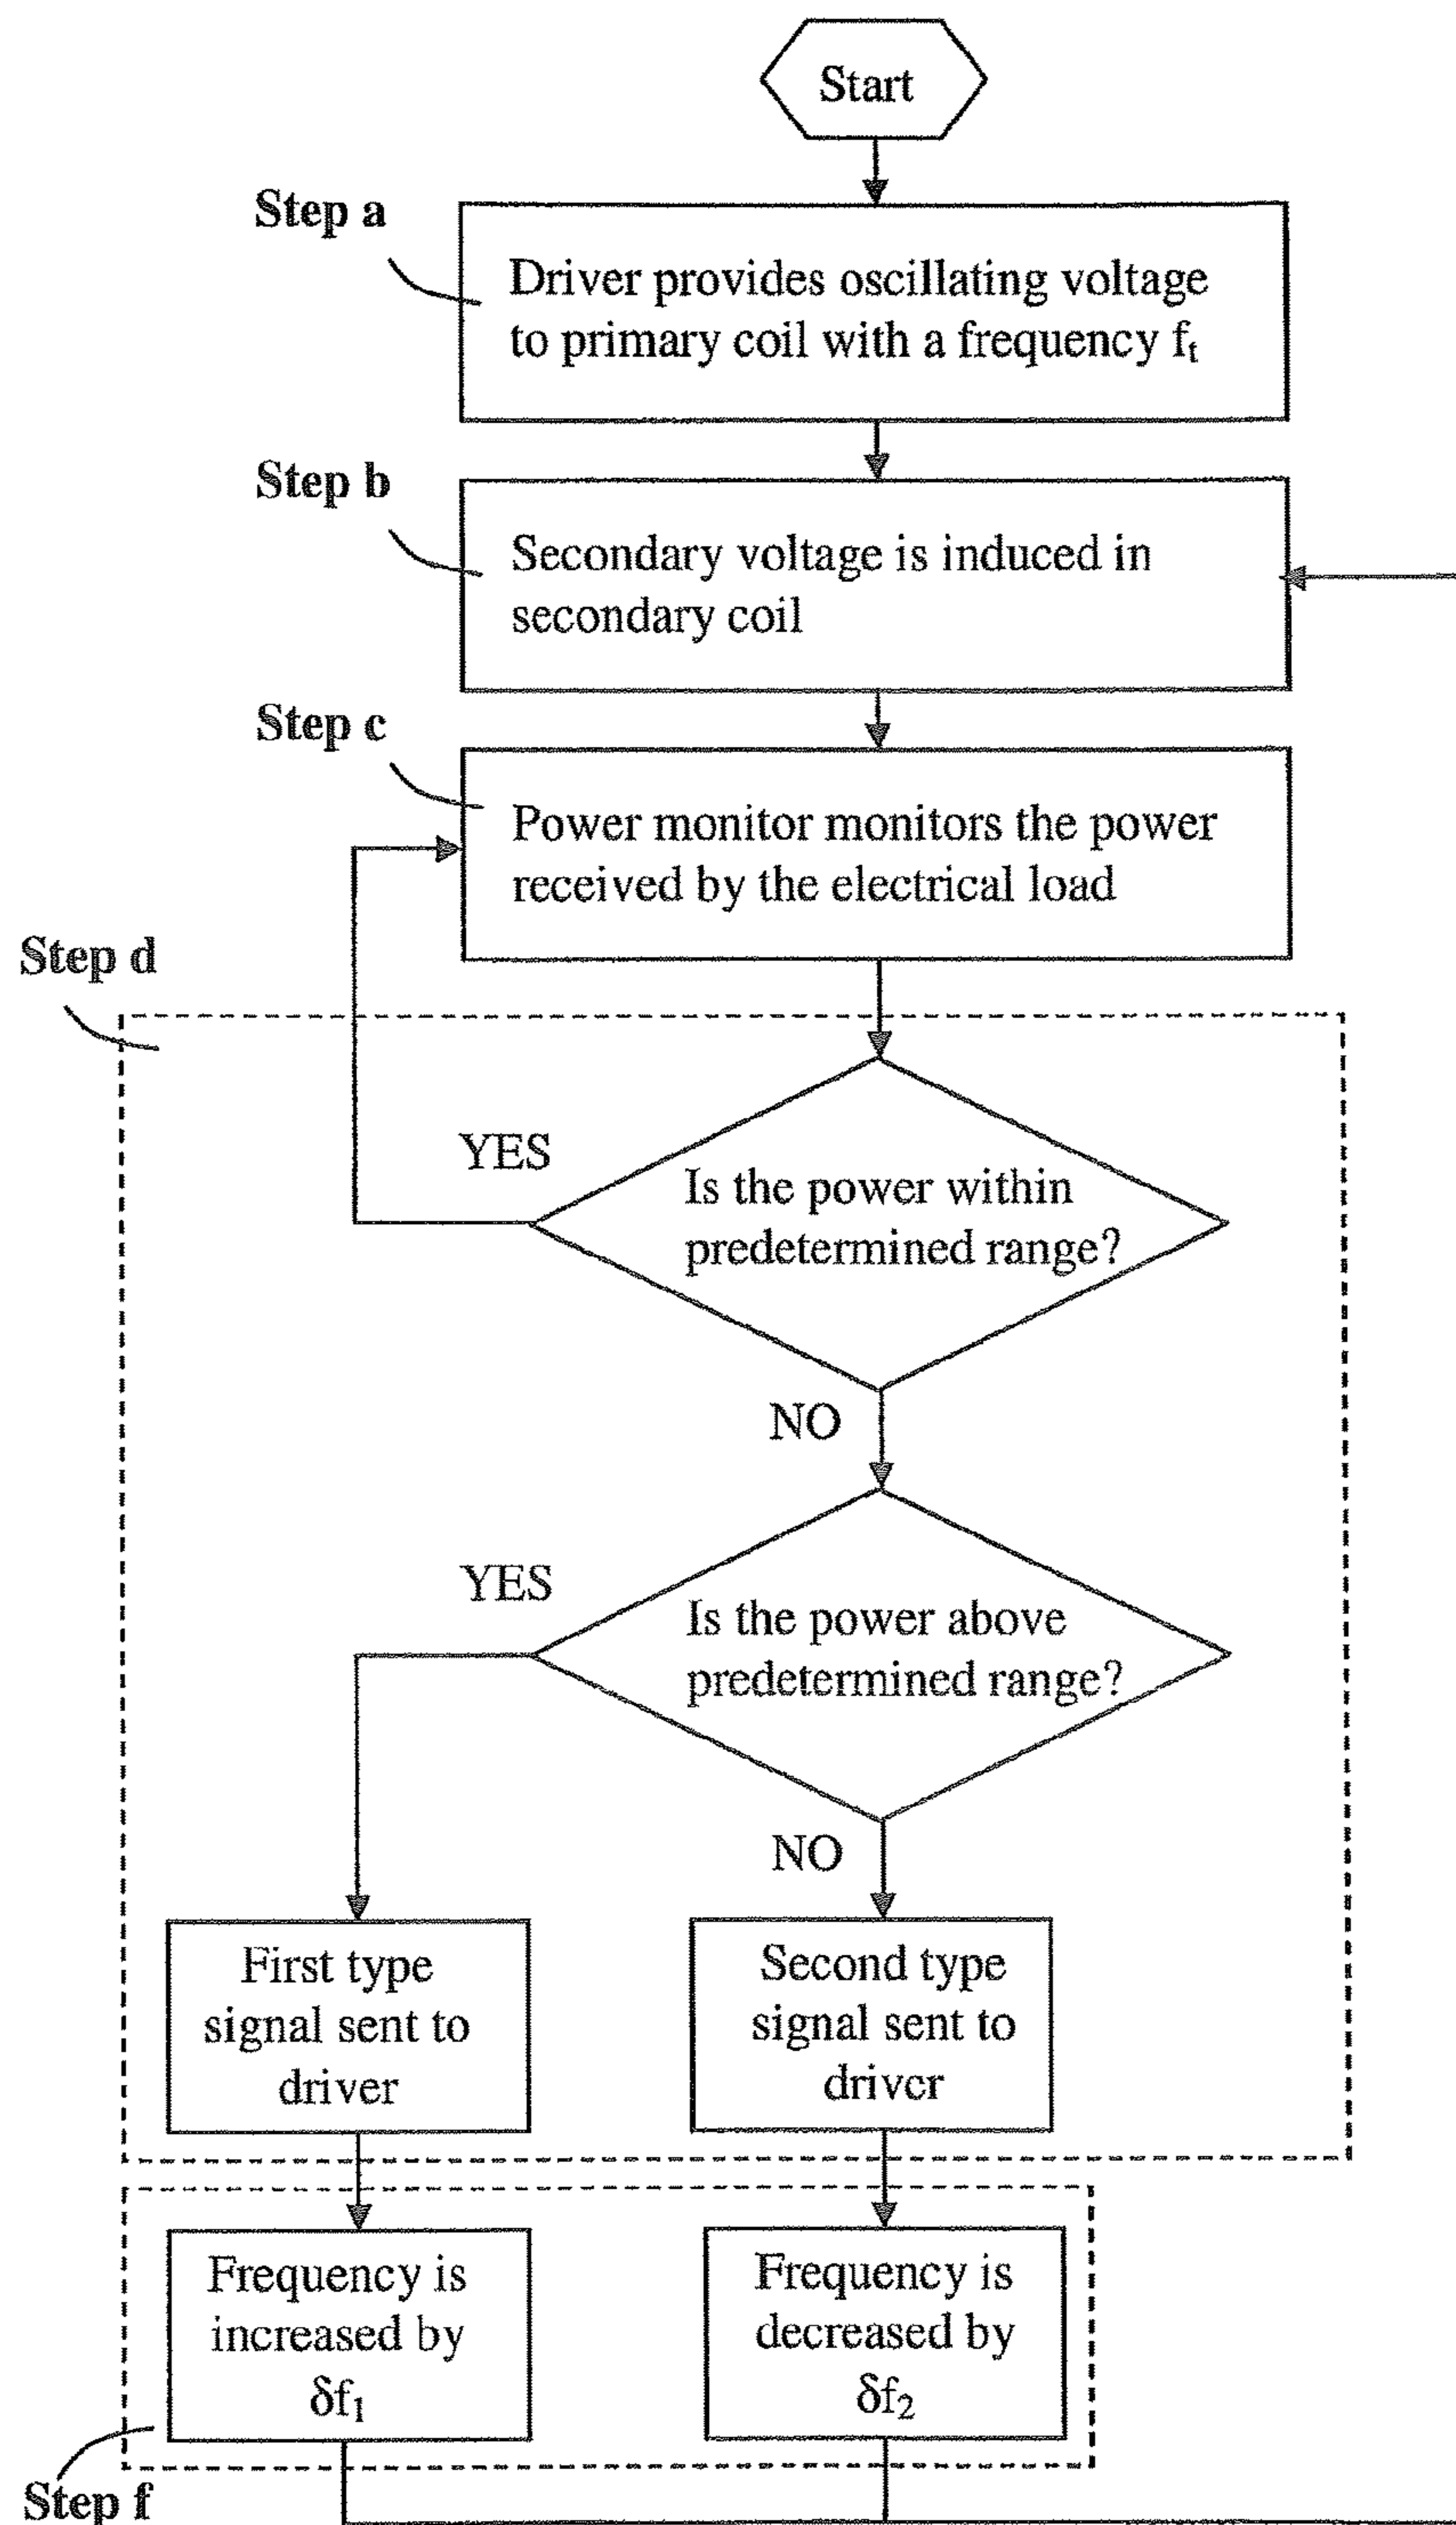 Start
Step a
Driver provides oscillating voltage
to primary coil with a frequency fₜ
Step b
Secondary voltage is induced in
secondary coil
Step c
Power monitor monitors the power
received by the electrical load
Step d
YES
Is the power within
predetermined range?
NO
YES
Is the power above
predetermined range?
NO
First type
signal sent to
driver
Second type
signal sent to
driver
Frequency is
increased by
δf₁
Frequency is
decreased by
δf₂
Step f